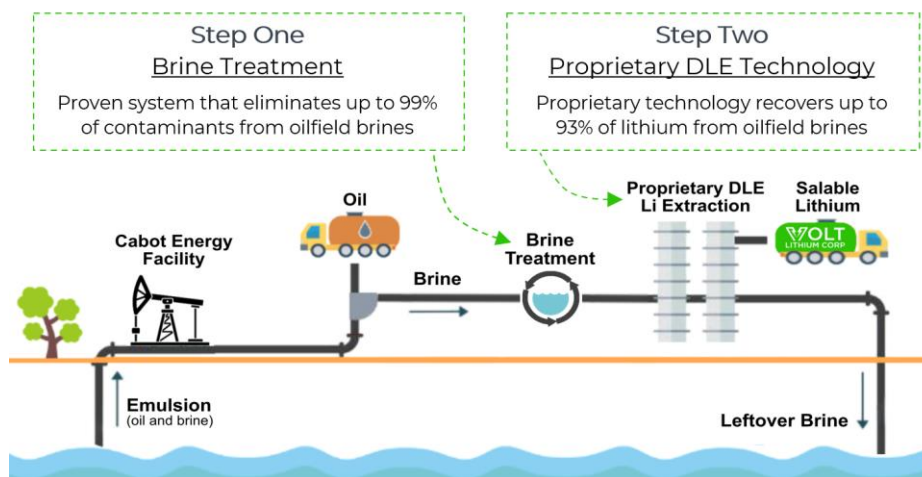 Step One
Brine Treatment
Proven system that eliminates up to 99%
of contaminants from oilfield brines
Step Two
Proprietary DLE Technology
Proprietary technology recovers up to
93% of lithium from oilfield brines
Cabot Energy
Facility
Oil
Brine
Brine
Treatment
Proprietary DLE
Li Extraction
Salable
Lithium
VOLT
LITHIUM CORP
Emulsion
(oil and brine)
Leftover Brine